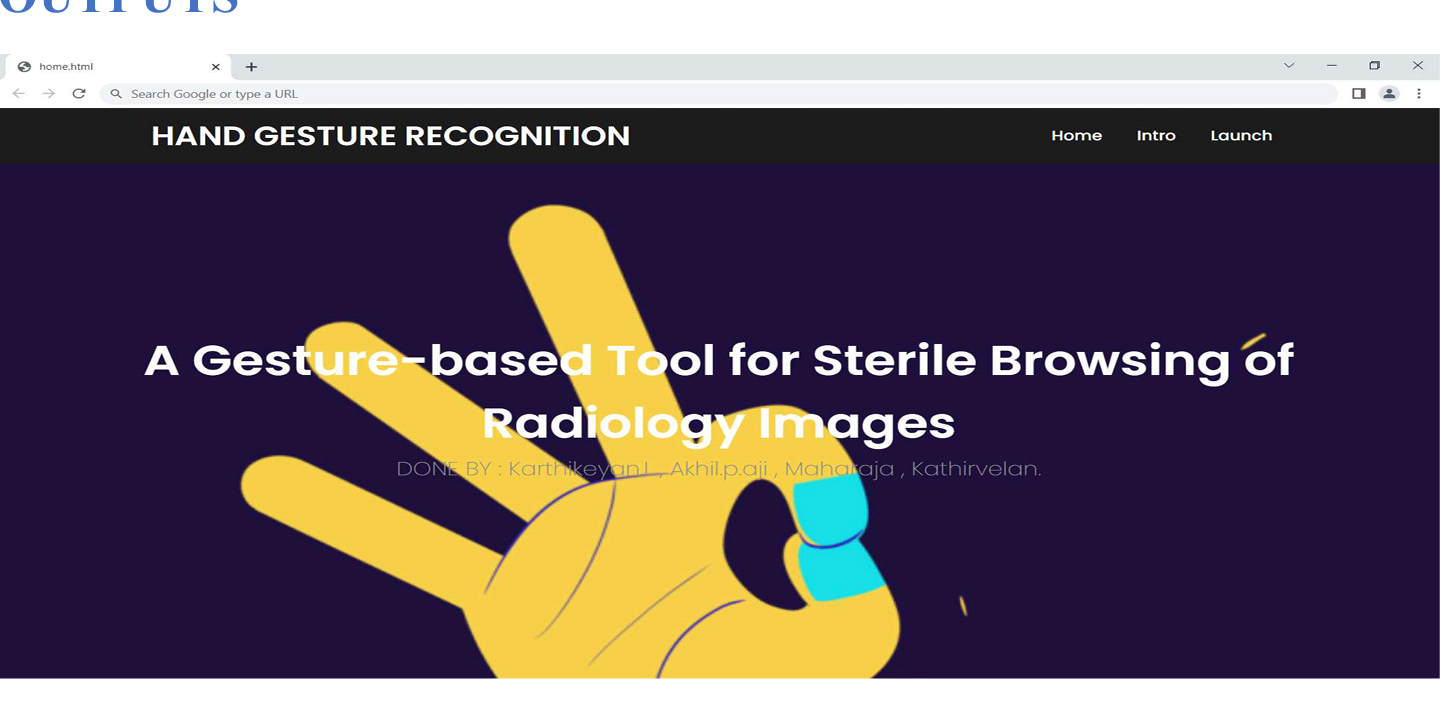 OUTPUTS
home.html
Search Google or type a URL
HAND GESTURE RECOGNITION
Home Intro Launch
A Gesture-based Tool for Sterile Browsing of
Radiology Images
DONE BY : Karthikeyan.L , Akhil.p.aji , Maharaja , Kathirvelan.